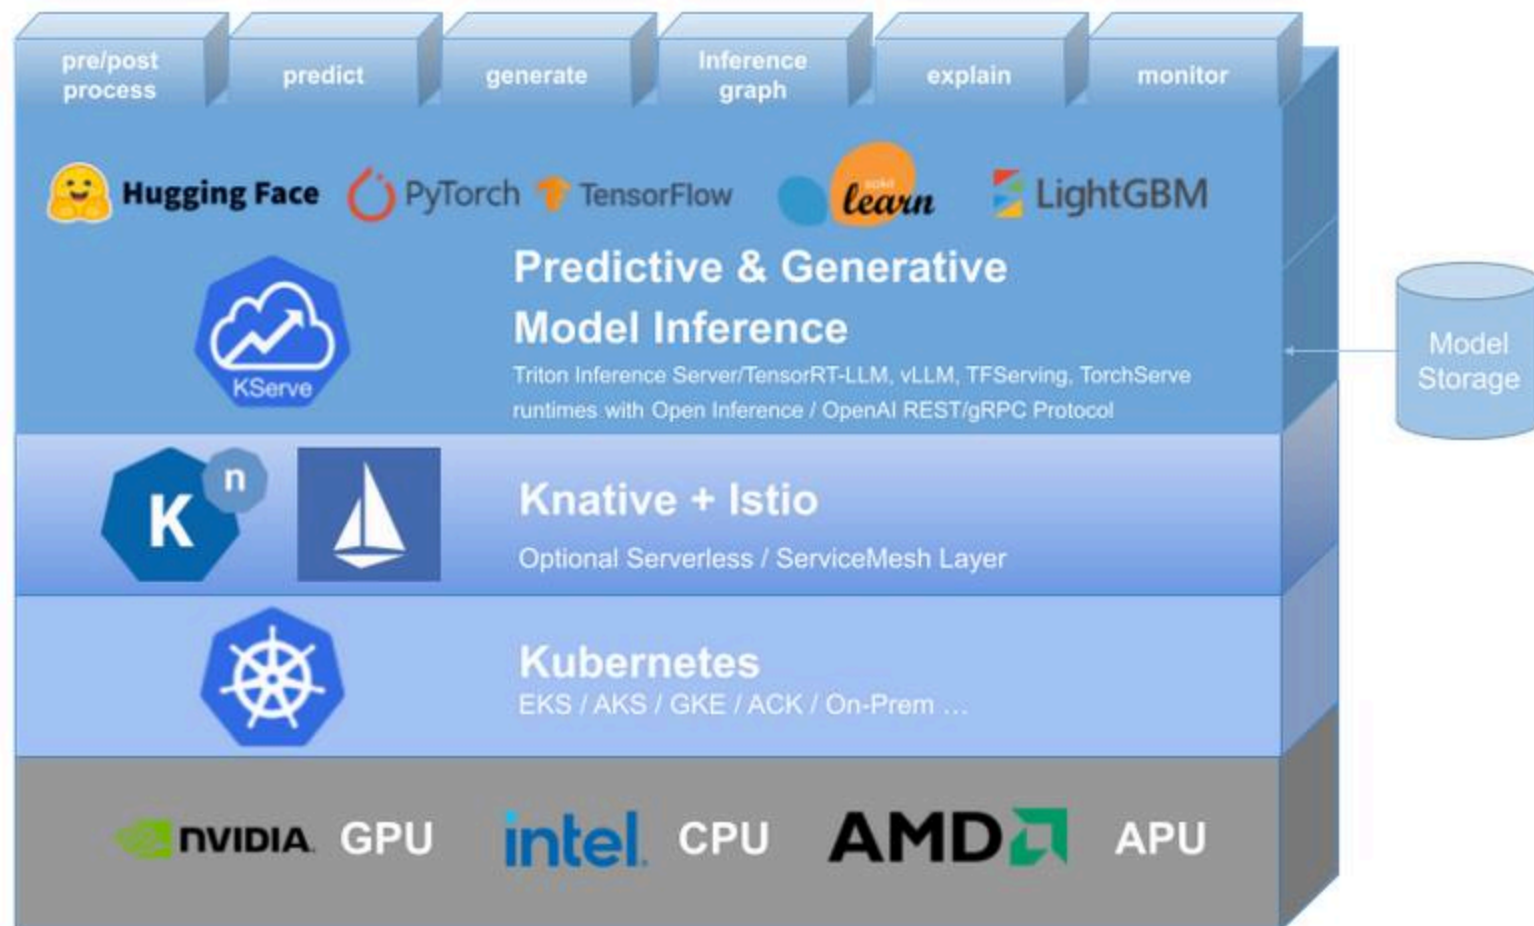 pre/post
process
predict
generate
Inference
graph
explain
monitor
Hugging Face
PyTorch
TensorFlow
scikit
learn
LightGBM
Predictive & Generative
Model Inference
KServe
Triton Inference Server/TensorRT-LLM, vLLM, TFServing, TorchServe
runtimes with Open Inference / OpenAI REST/gRPC Protocol
Model
Storage
K
n
Knative + Istio
Optional Serverless / ServiceMesh Layer
Kubernetes
EKS / AKS / GKE / ACK / On-Prem …
NVIDIA. GPU
intel. CPU
AMD APU